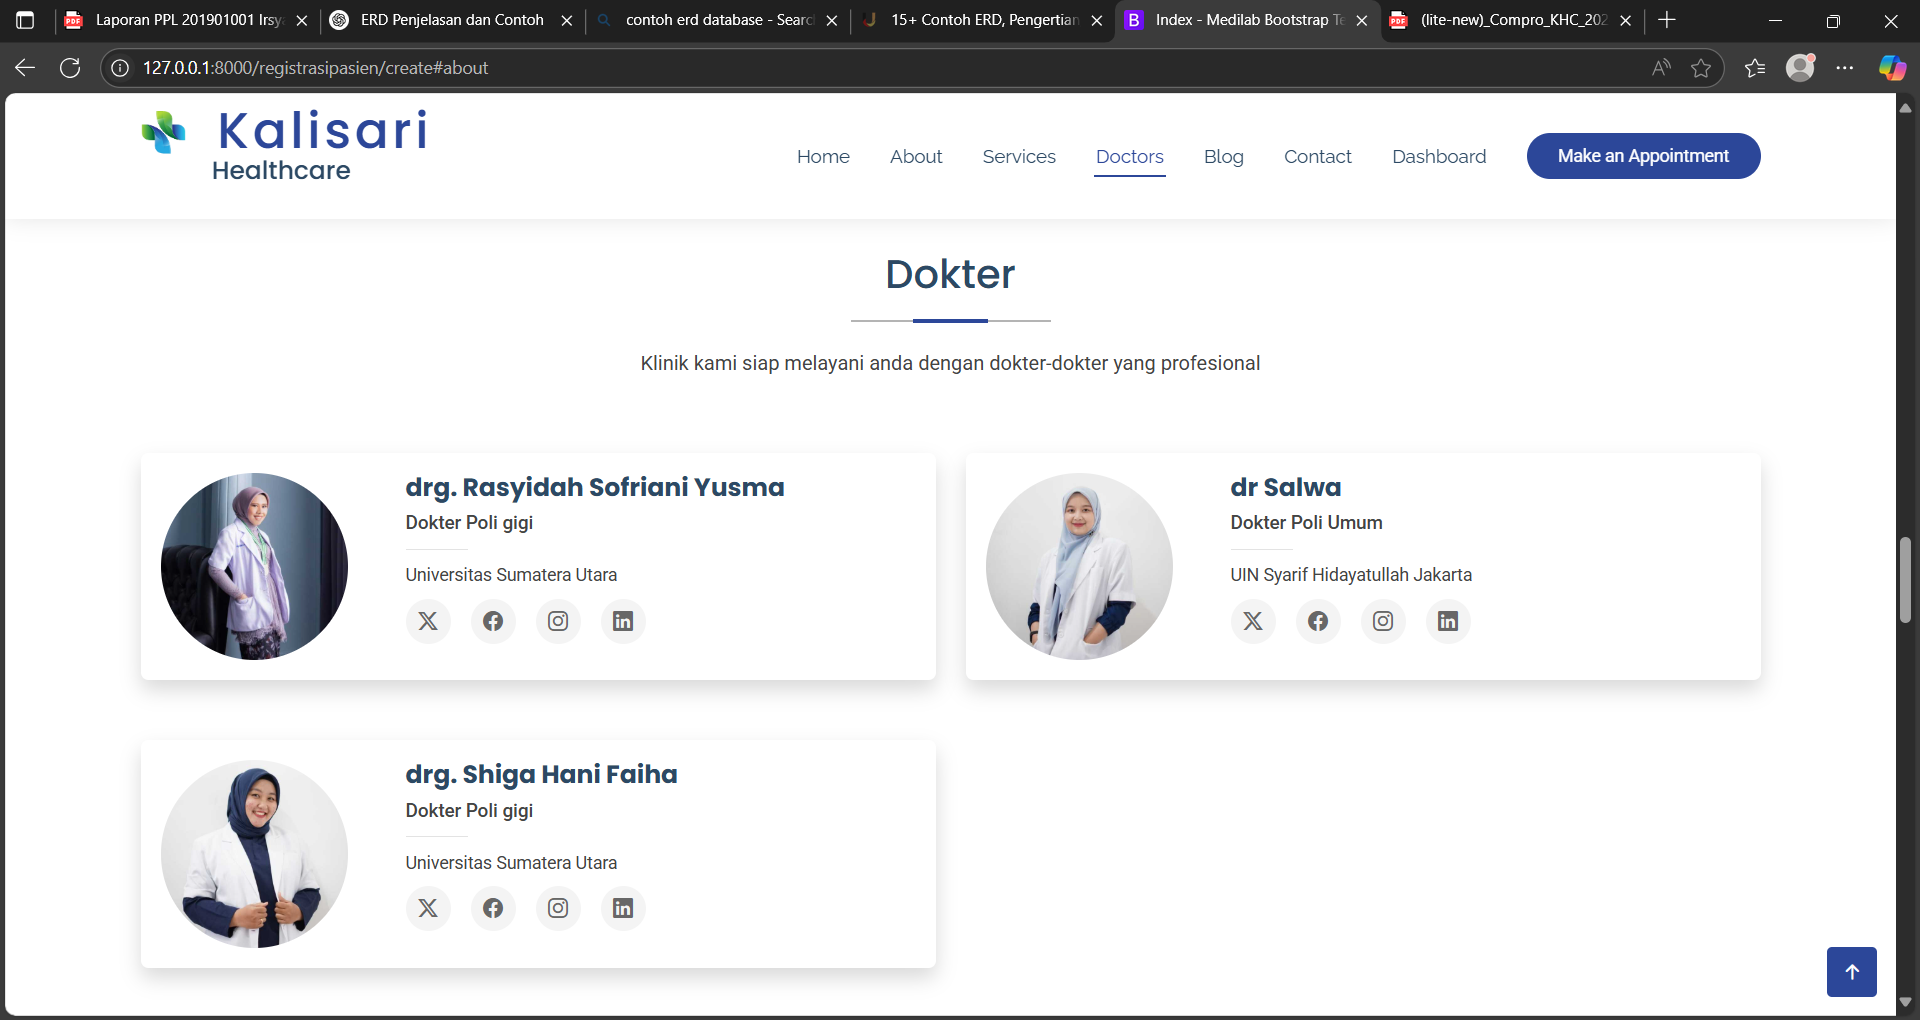 Laporan PPL 201901001 Irsya
ERD Penjelasan dan Contoh
contoh erd database - Searc
15+ Contoh ERD, Pengertian
Index - Medilab Bootstrap Te
(lite-new)_Compro_KHC_202
127.0.0.1:8000/registrasipasien/create#about
Kalisari
Healthcare
Home
About
Services
Doctors
Blog
Contact
Dashboard
Make an Appointment
Dokter
Klinik kami siap melayani anda dengan dokter-dokter yang profesional
drg. Rasyidah Sofriani Yusma
Dokter Poli gigi
Universitas Sumatera Utara
dr Salwa
Dokter Poli Umum
UIN Syarif Hidayatullah Jakarta
drg. Shiga Hani Faiha
Dokter Poli gigi
Universitas Sumatera Utara